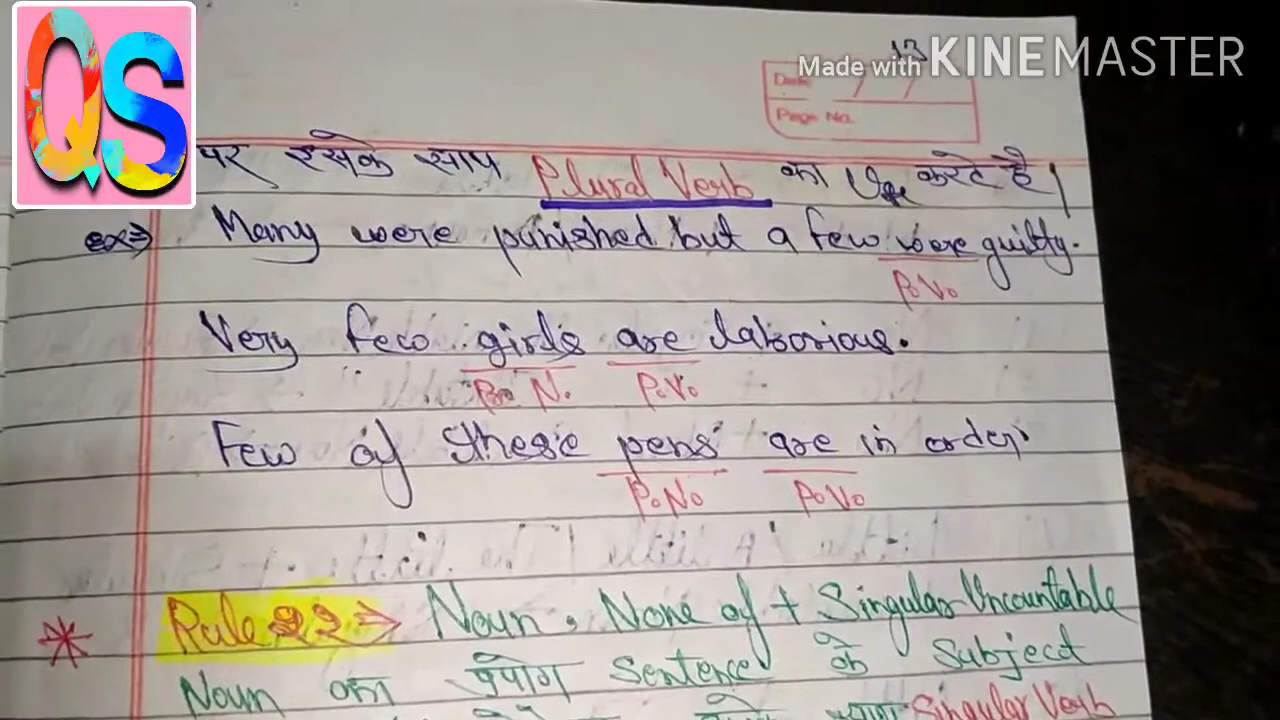 QS
Made with KINEMASTER
13
Date / /
Page No.
पर इसके साथ Plural Verb का Use करते है।
ex⇒ Many were punished but a few were guilty.
P.V.
Very few girls are laborious.
P.N. P.V.
Few of these pens are in order.
P.N. P.V.
* Rule 22 ⇒ Noun, None of + Singular Uncountable
Noun का प्रयोग Sentence के Subject
Singular Verb